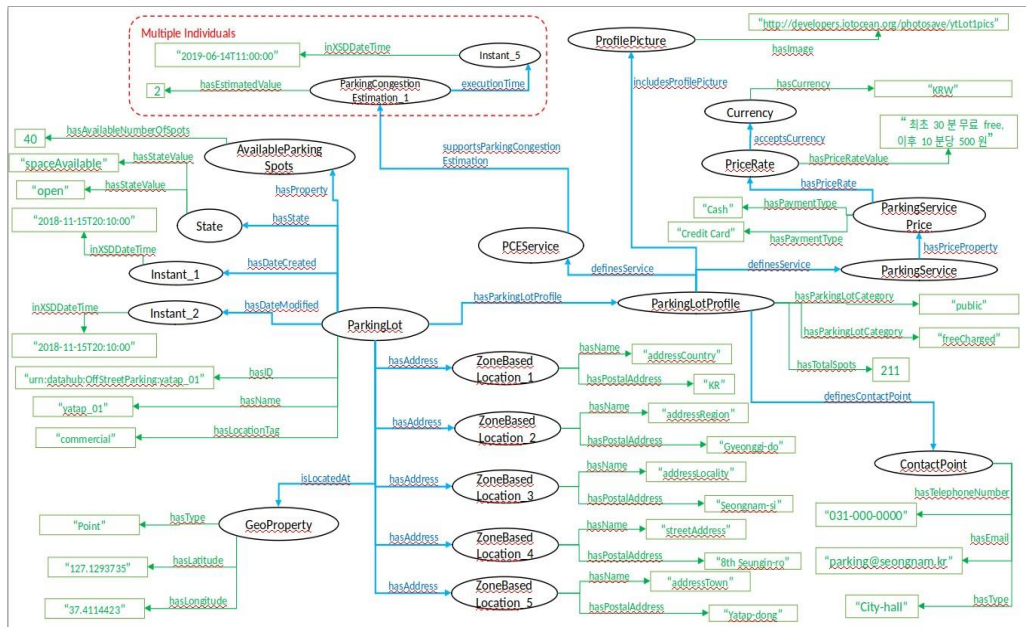 Multiple Individuals
"2019-06-14T11:00:00"
inXSDDateTime
Instant_5
2
hasEstimatedValue
ParkingCongestion
Estimation_1
executionTime
ProfilePicture
"http://developers.iotocean.org/photosave/ytLot1pics"
hasImage
includesProfilePicture
hasCurrency
"KRW"
Currency
acceptsCurrency
"최초 30 분 무료 free,
이후 10 분당 500 원"
PriceRate
hasPriceRateValue
hasPriceRate
40
hasAvailableNumberOfSpots
AvailableParking
Spots
"spaceAvailable"
hasStateValue
"open"
hasStateValue
hasProperty
supportsParkingCongestion
Estimation
"Cash"
hasPaymentType
"Credit Card"
hasPaymentType
ParkingService
Price
hasPriceProperty
"2018-11-15T20:10:00"
State
hasState
PCEService
inXSDDateTime
Instant_1
hasDateCreated
definesService
definesService
ParkingService
inXSDDateTime
Instant_2
hasDateModified
ParkingLot
hasParkingLotProfile
ParkingLotProfile
hasParkingLotCategory
"public"
hasParkingLotCategory
"freeCharged"
hasTotalSpots
211
"2018-11-15T20:10:00"
"urn:datahub:OffStreetParking:yatap_01"
hasID
"yatap_01"
hasName
"commercial"
hasLocationTag
hasAddress
ZoneBased
Location_1
hasName
"addressCountry"
hasPostalAddress
"KR"
definesContactPoint
hasAddress
ZoneBased
Location_2
hasName
"addressRegion"
hasPostalAddress
"Gyeonggi-do"
ContactPoint
isLocatedAt
hasAddress
ZoneBased
Location_3
hasName
"addressLocality"
hasPostalAddress
"Seongnam-si"
hasTelephoneNumber
"031-000-0000"
GeoProperty
hasType
"Point"
hasLatitude
"127.1293735"
hasLongitude
"37.4114423"
hasAddress
ZoneBased
Location_4
hasName
"streetAddress"
hasPostalAddress
"8th Seungin-ro"
hasEmail
"parking@seongnam.kr"
hasAddress
ZoneBased
Location_5
hasName
"addressTown"
hasPostalAddress
"Yatap-dong"
hasType
"City-hall"